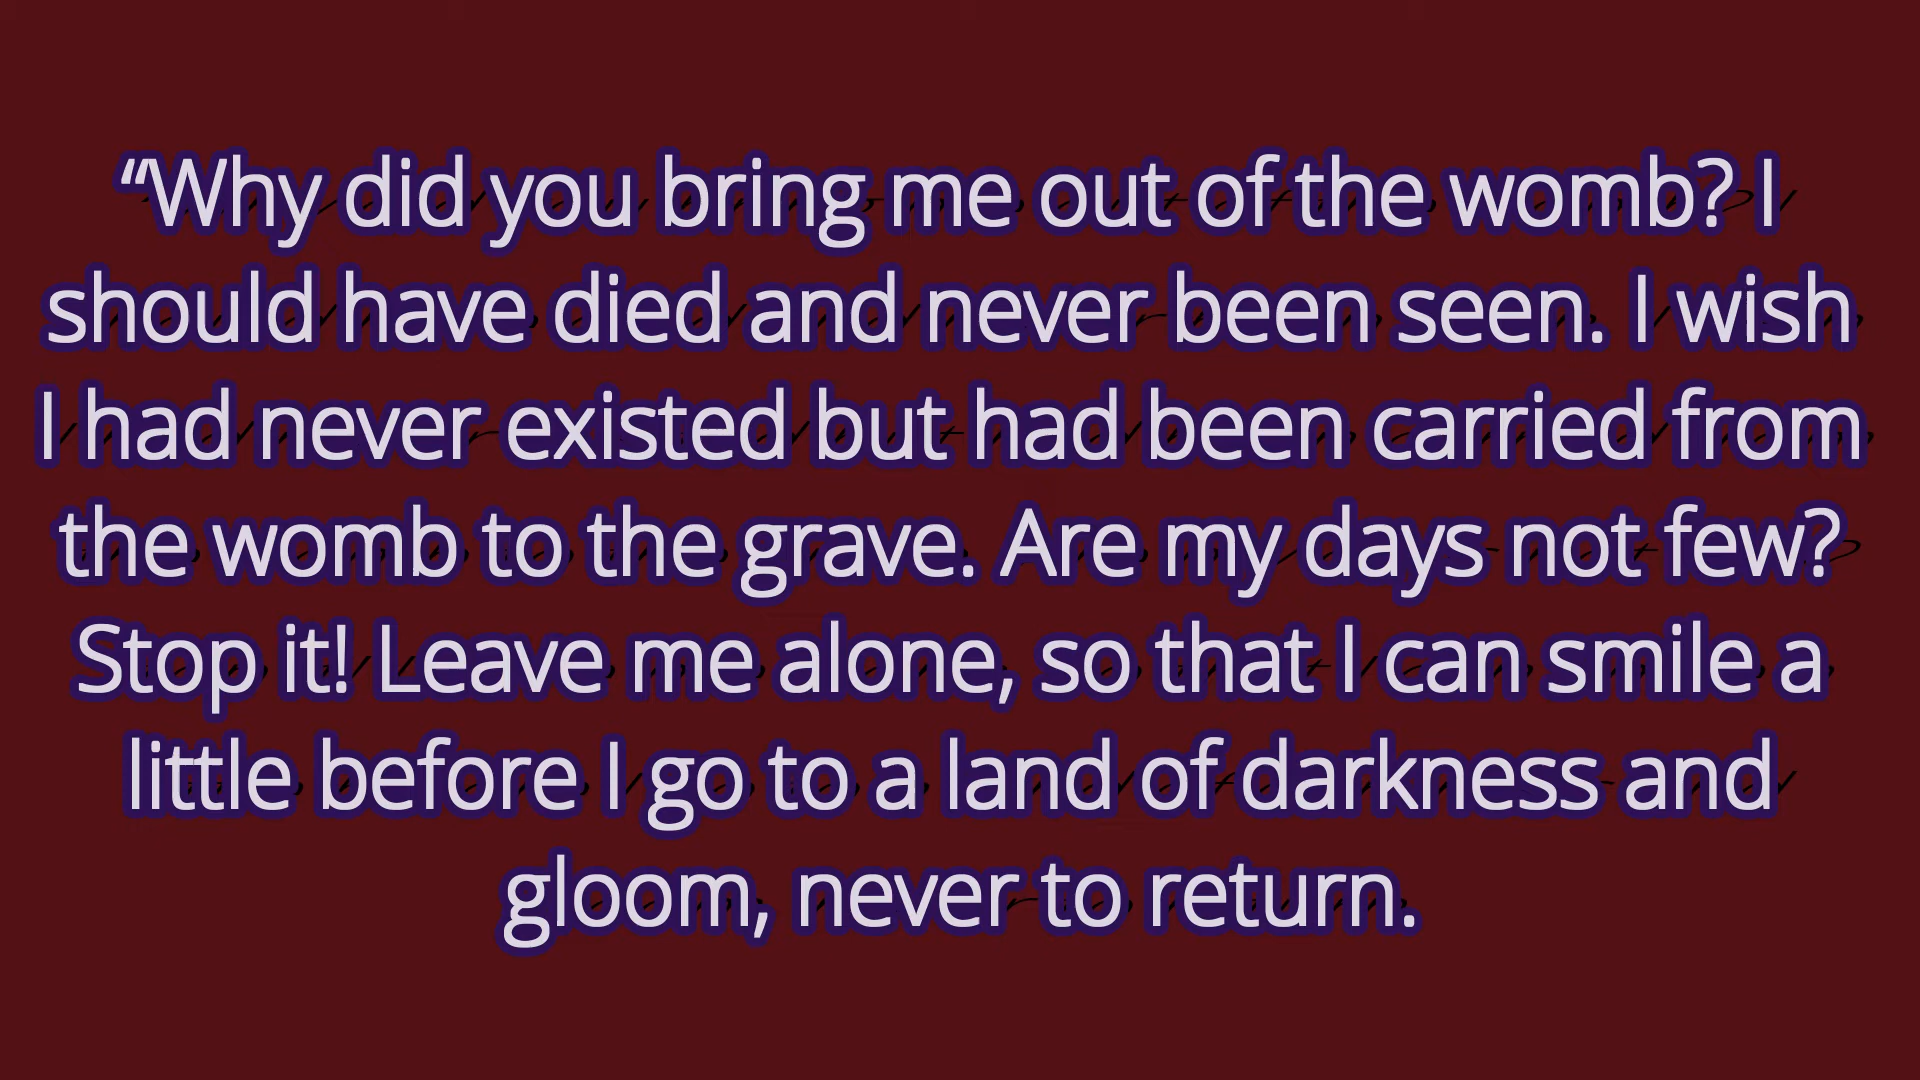 “Why did you bring me out of the womb? I
should have died and never been seen. I wish
I had never existed but had been carried from
the womb to the grave. Are my days not few?
Stop it! Leave me alone, so that I can smile a
little before I go to a land of darkness and
gloom, never to return.